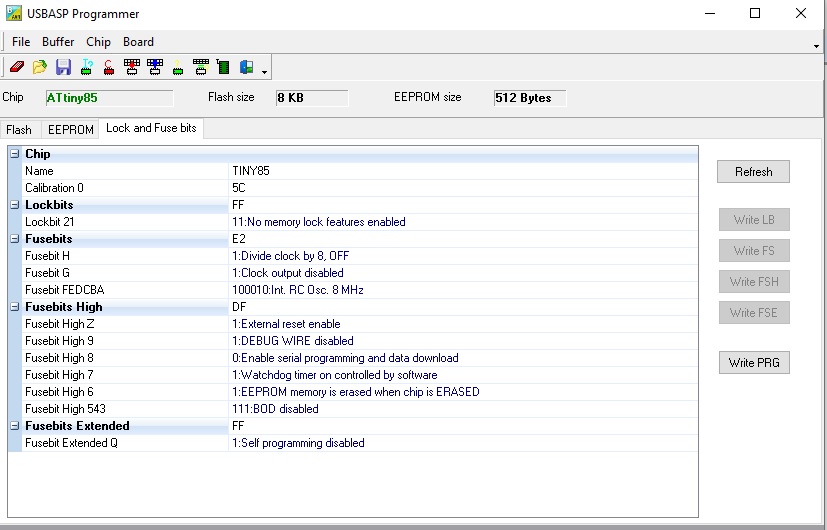 USBASP Programmer
File Buffer Chip Board
Chip ATtiny85 Flash size 8 KB EEPROM size 512 Bytes
Flash EEPROM Lock and Fuse bits
Chip
Name TINY85
Calibration 0 5C
Lockbits FF
Lockbit 21 11:No memory lock features enabled
Fusebits E2
Fusebit H 1:Divide clock by 8, OFF
Fusebit G 1:Clock output disabled
Fusebit FEDCBA 100010:Int. RC Osc. 8 MHz
Fusebits High DF
Fusebit High Z 1:External reset enable
Fusebit High 9 1:DEBUG WIRE disabled
Fusebit High 8 0:Enable serial programming and data download
Fusebit High 7 1:Watchdog timer on controlled by software
Fusebit High 6 1:EEPROM memory is erased when chip is ERASED
Fusebit High 543 111:BOD disabled
Fusebits Extended FF
Fusebit Extended Q 1:Self programming disabled
Refresh
Write LB
Write FS
Write FSH
Write FSE
Write PRG